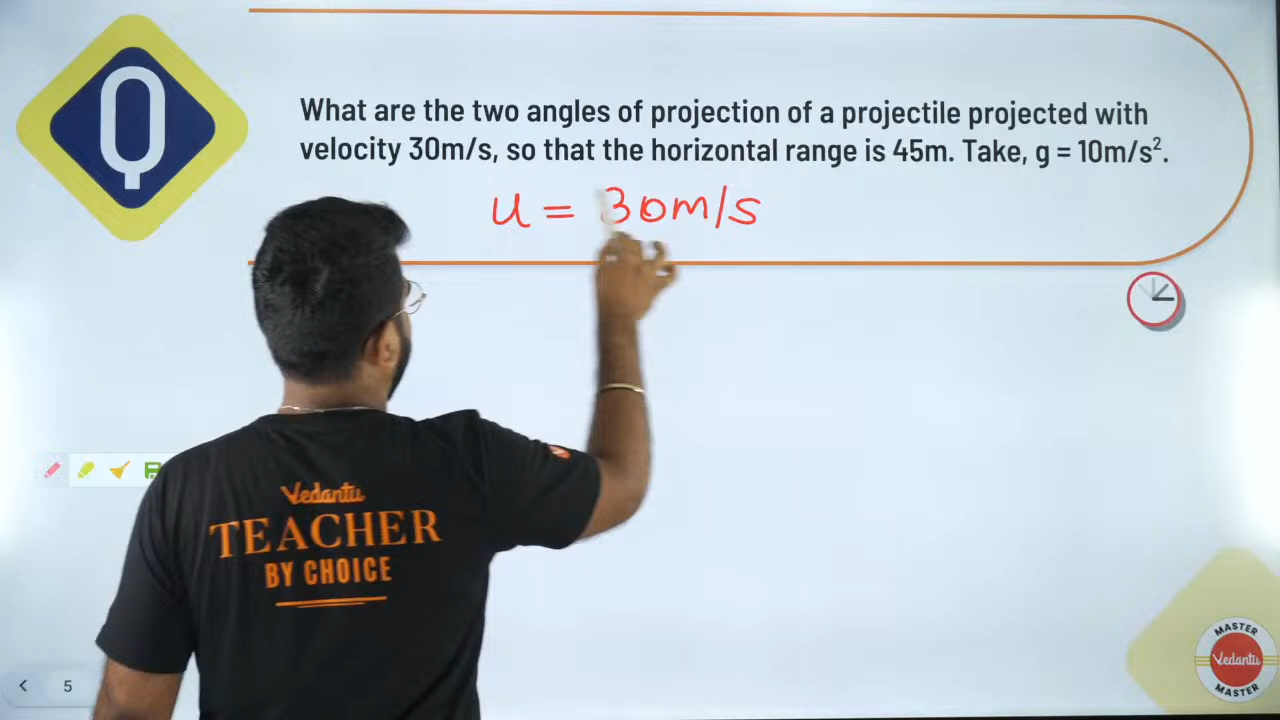 Q
What are the two angles of projection of a projectile projected with
velocity 30m/s, so that the horizontal range is 45m. Take, g = 10m/s².
u = 30m/s
Vedantu
TEACHER
BY CHOICE
5
MASTER
Vedantu
MASTER